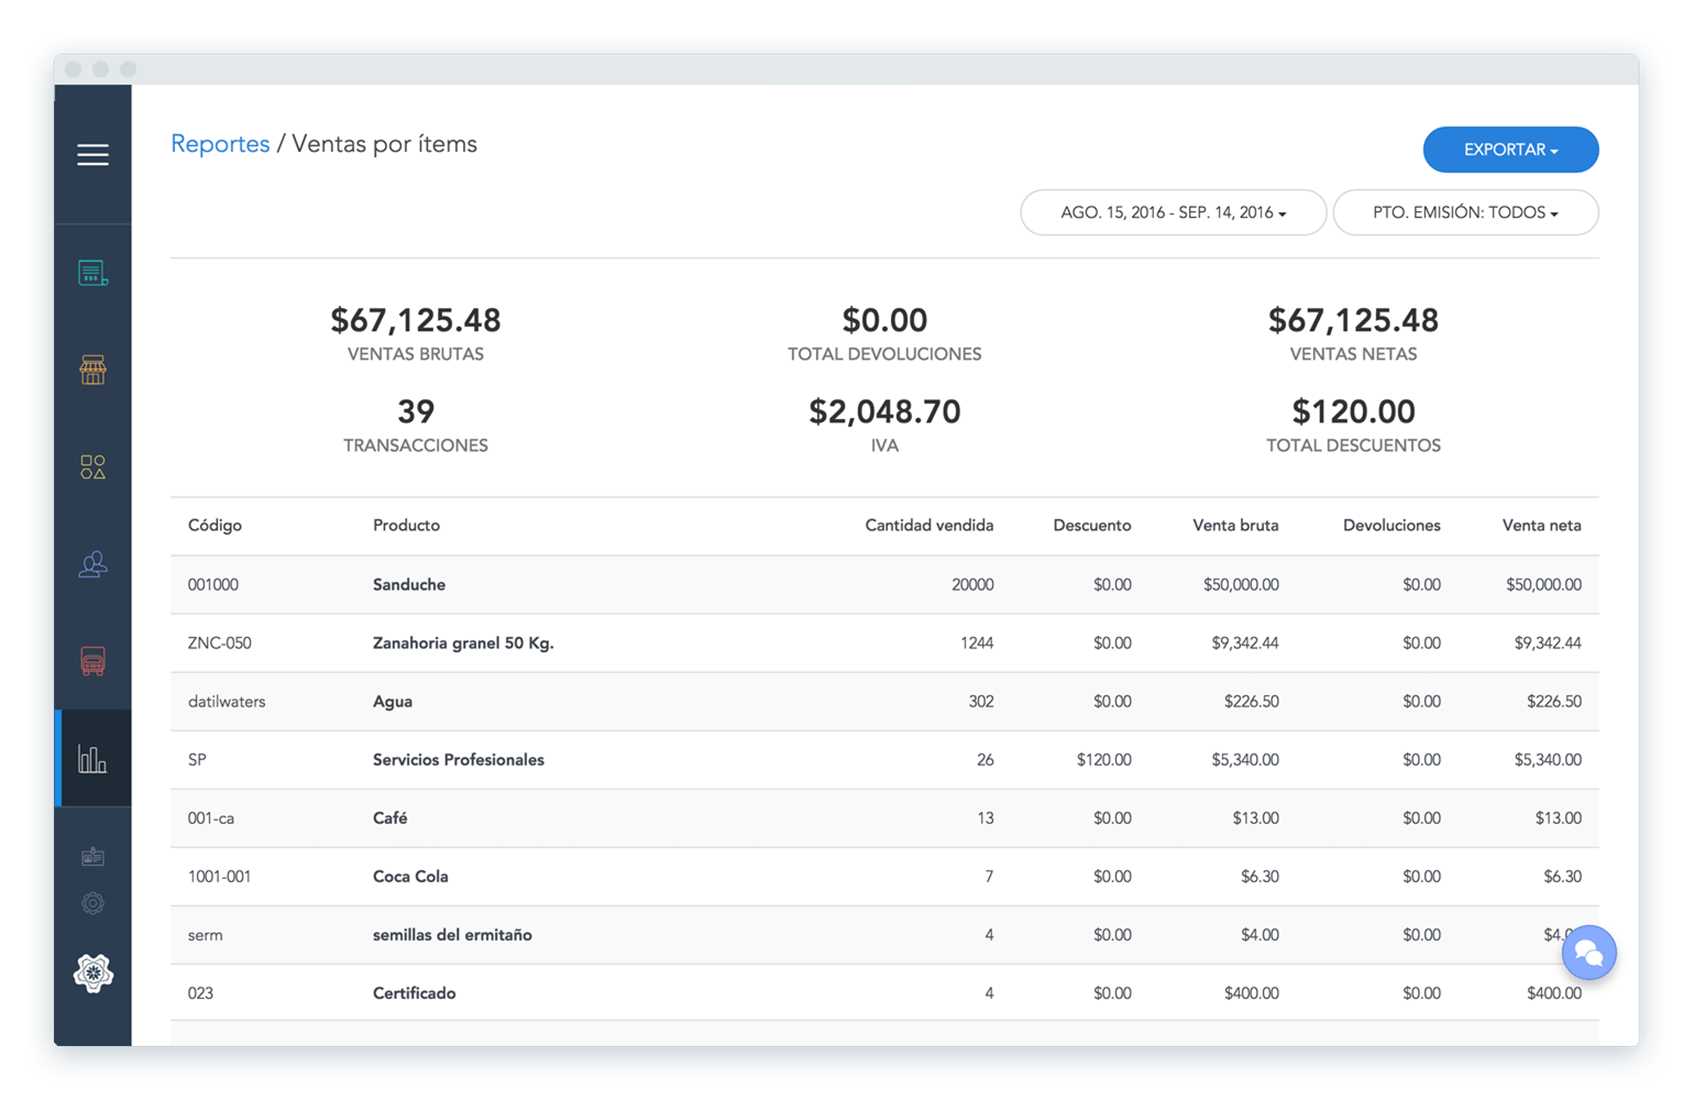 Reportes / Ventas por ítems
EXPORTAR
AGO. 15, 2016 - SEP. 14, 2016 PTO. EMISIÓN: TODOS
$67,125.48 $0.00 $67,125.48
VENTAS BRUTAS TOTAL DEVOLUCIONES VENTAS NETAS
39 $2,048.70 $120.00
TRANSACCIONES IVA TOTAL DESCUENTOS
Código Producto Cantidad vendida Descuento Venta bruta Devoluciones Venta neta
001000 Sanduche 20000 $0.00 $50,000.00 $0.00 $50,000.00
ZNC-050 Zanahoria granel 50 Kg. 1244 $0.00 $9,342.44 $0.00 $9,342.44
datilwaters Agua 302 $0.00 $226.50 $0.00 $226.50
SP Servicios Profesionales 26 $120.00 $5,340.00 $0.00 $5,340.00
001-ca Café 13 $0.00 $13.00 $0.00 $13.00
1001-001 Coca Cola 7 $0.00 $6.30 $0.00 $6.30
serm semillas del ermitaño 4 $0.00 $4.00 $0.00
023 Certificado 4 $0.00 $400.00 $0.00 $400.00